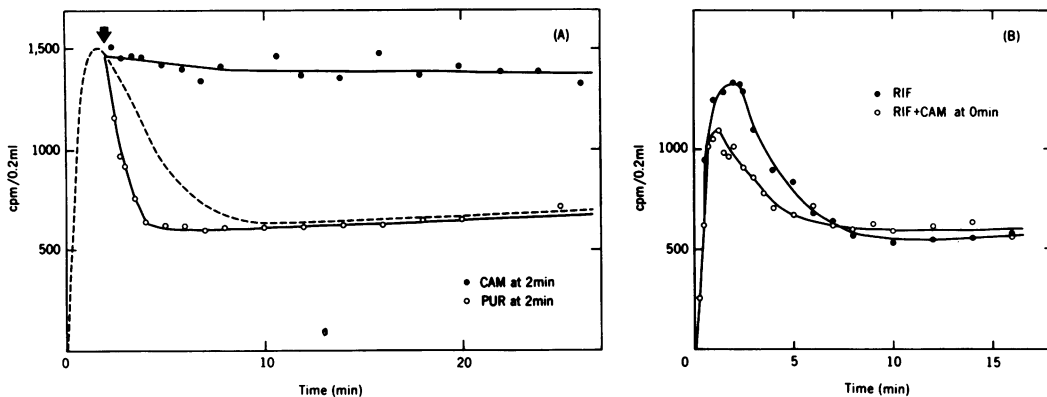 (A)
1,500
1000
500
0
10
20
cpm/0.2ml
Time (min)
● CAM at 2min
○ PUR at 2min
(B)
1000
500
0
5
10
15
cpm/0.2ml
Time (min)
● RIF
○ RIF+CAM at 0min